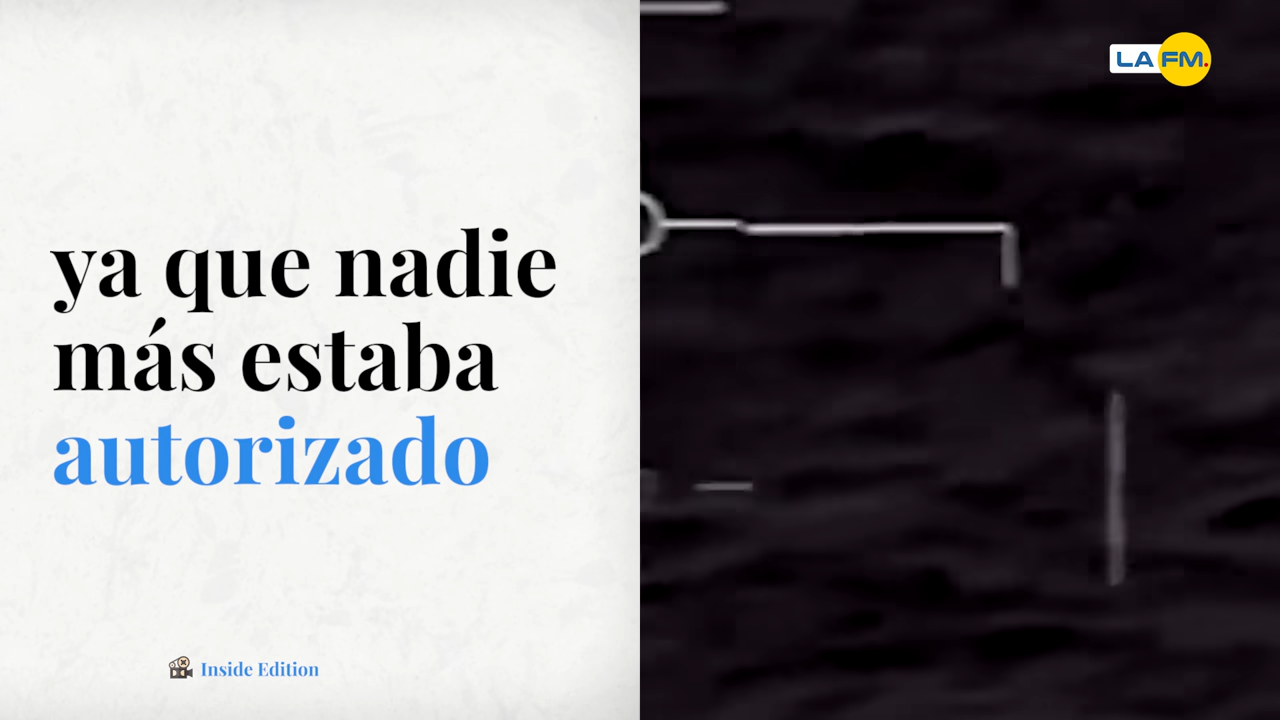 LA FM.
ya que nadie
más estaba
autorizado
Inside Edition